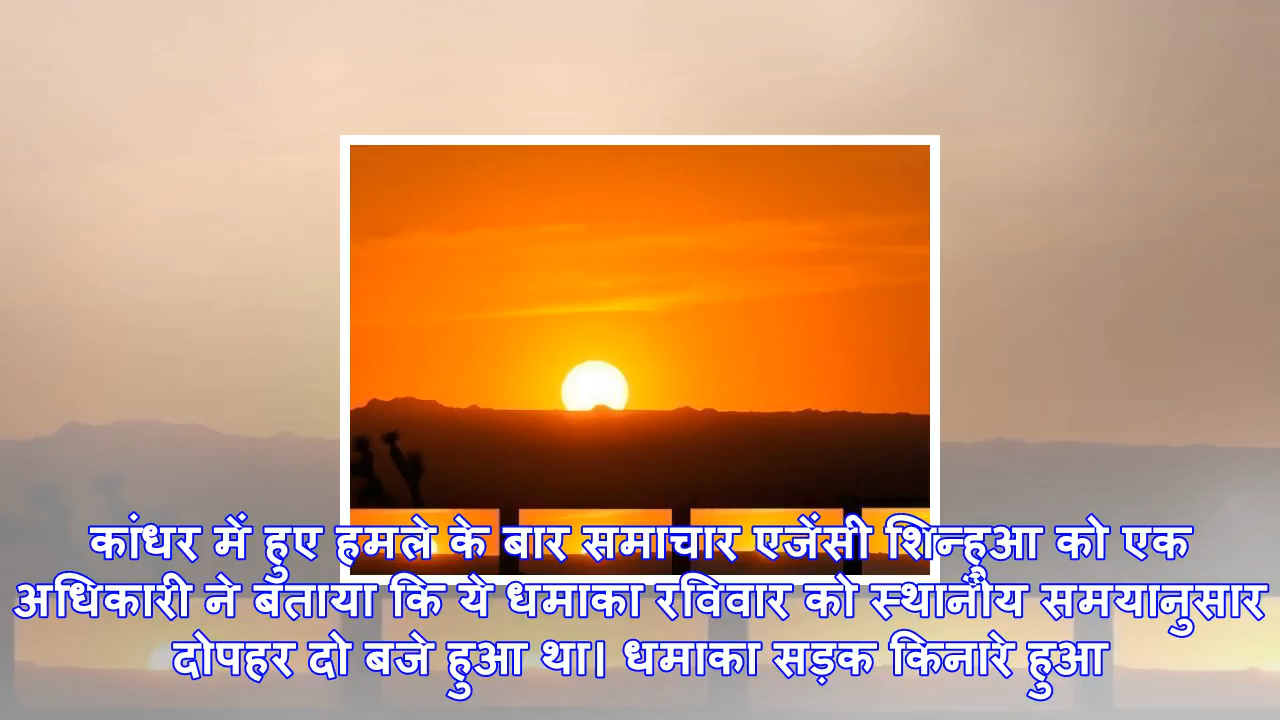 कांधर में हुए हमले के बार समाचार एजेंसी शिन्हुआ को एक
अधिकारी ने बताया कि ये धमाका रविवार को स्थानीय समयानुसार
दोपहर दो बजे हुआ था। धमाका सड़क किनारे हुआ